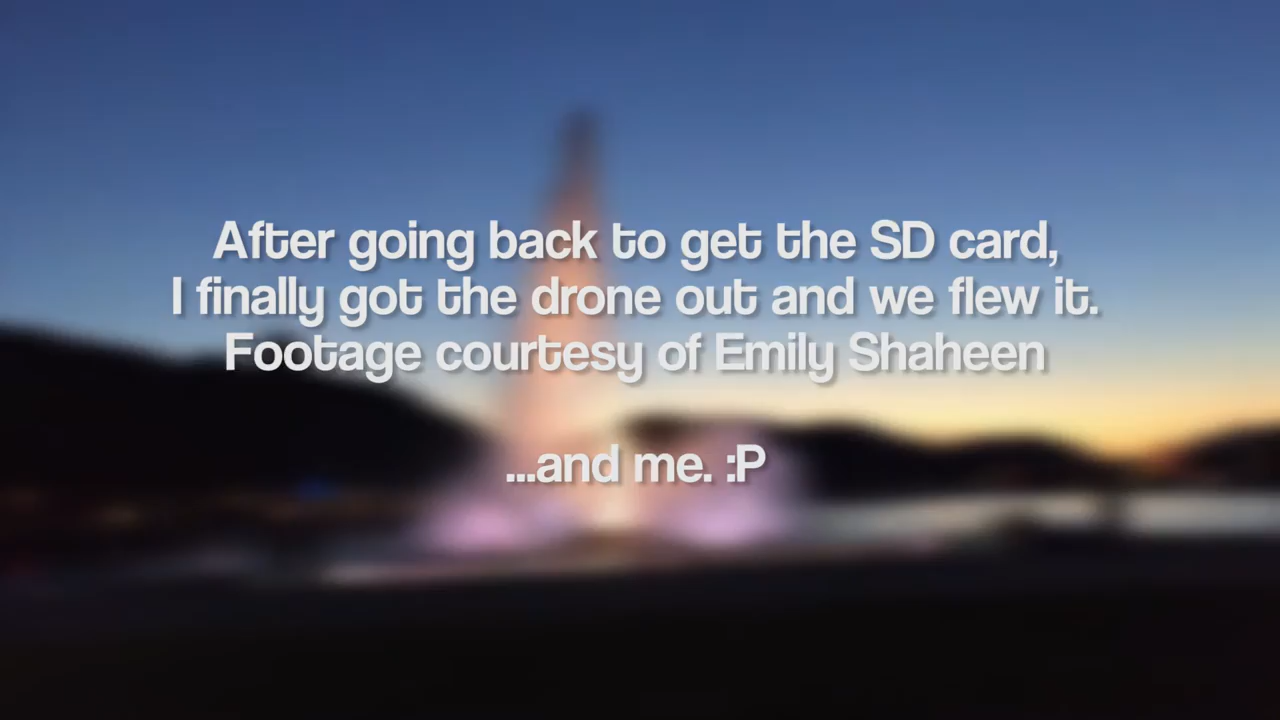 After going back to get the SD card,
I finally got the drone out and we flew it.
Footage courtesy of Emily Shaheen
...and me. :P